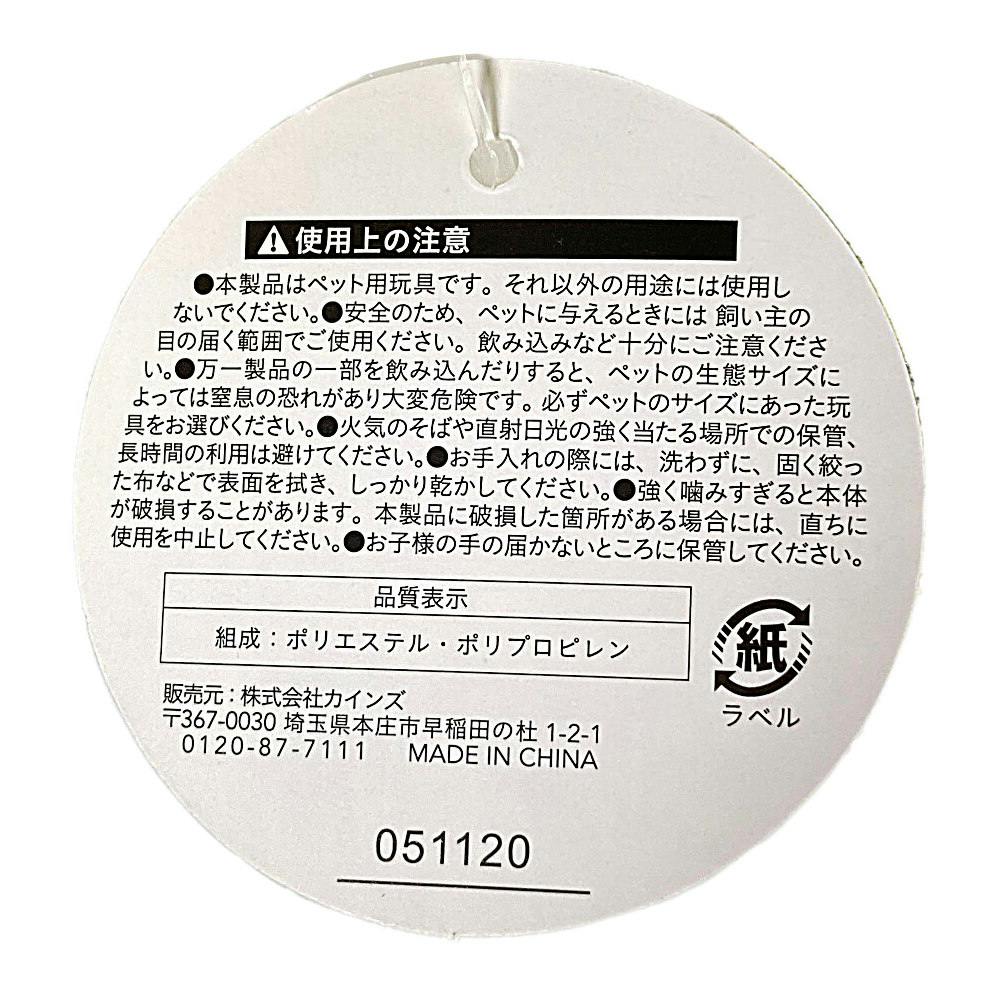 ⚠使用上の注意
●本製品はペット用玩具です。それ以外の用途には使用し
ないでください。●安全のため、ペットに与えるときには 飼い主の
目の届く範囲でご使用ください。飲み込みなど十分にご注意くださ
い。●万一製品の一部を飲み込んだりすると、ペットの生態サイズに
よっては窒息の恐れがあり大変危険です。必ずペットのサイズにあった玩
具をお選びください。●火気のそばや直射日光の強く当たる場所での保管、
長時間の利用は避けてください。●お手入れの際には、洗わずに、固く絞っ
た布などで表面を拭き、しっかり乾かしてください。●強く噛みすぎると本体
が破損することがあります。本製品に破損した箇所がある場合には、直ちに
使用を中止してください。●お子様の手の届かないところに保管してください。
品質表示
組成：ポリエステル・ポリプロピレン
紙
ラベル
販売元：株式会社カインズ
〒367-0030 埼玉県本庄市早稲田の杜 1-2-1
0120-87-7111 MADE IN CHINA
051120